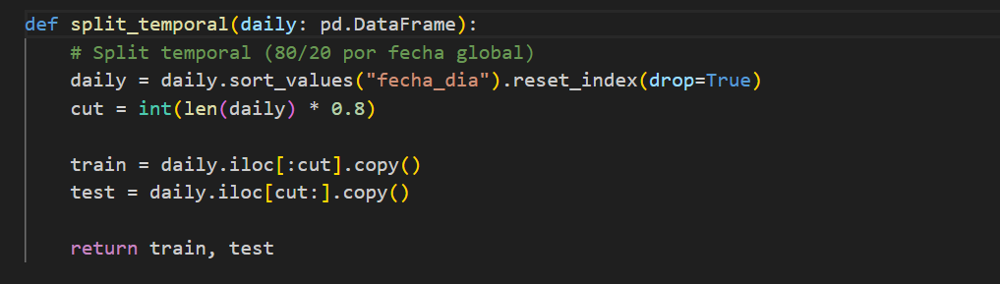 def split_temporal(daily: pd.DataFrame):
    # Split temporal (80/20 por fecha global)
    daily = daily.sort_values("fecha_dia").reset_index(drop=True)
    cut = int(len(daily) * 0.8)

    train = daily.iloc[:cut].copy()
    test = daily.iloc[cut:].copy()

    return train, test